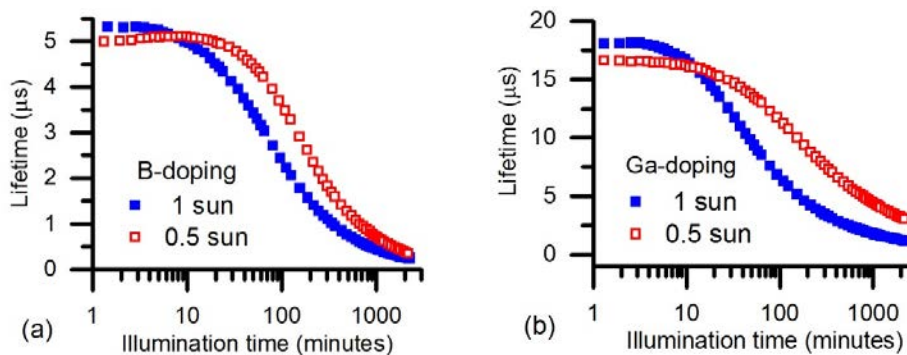 5
4
3
2
1
0
Lifetime (μs)
B-doping
1 sun
0.5 sun
1 10 100 1000
(a) Illumination time (minutes)
20
15
10
5
0
Lifetime (μs)
Ga-doping
1 sun
0.5 sun
1 10 100 1000
(b) Illumination time (minutes)